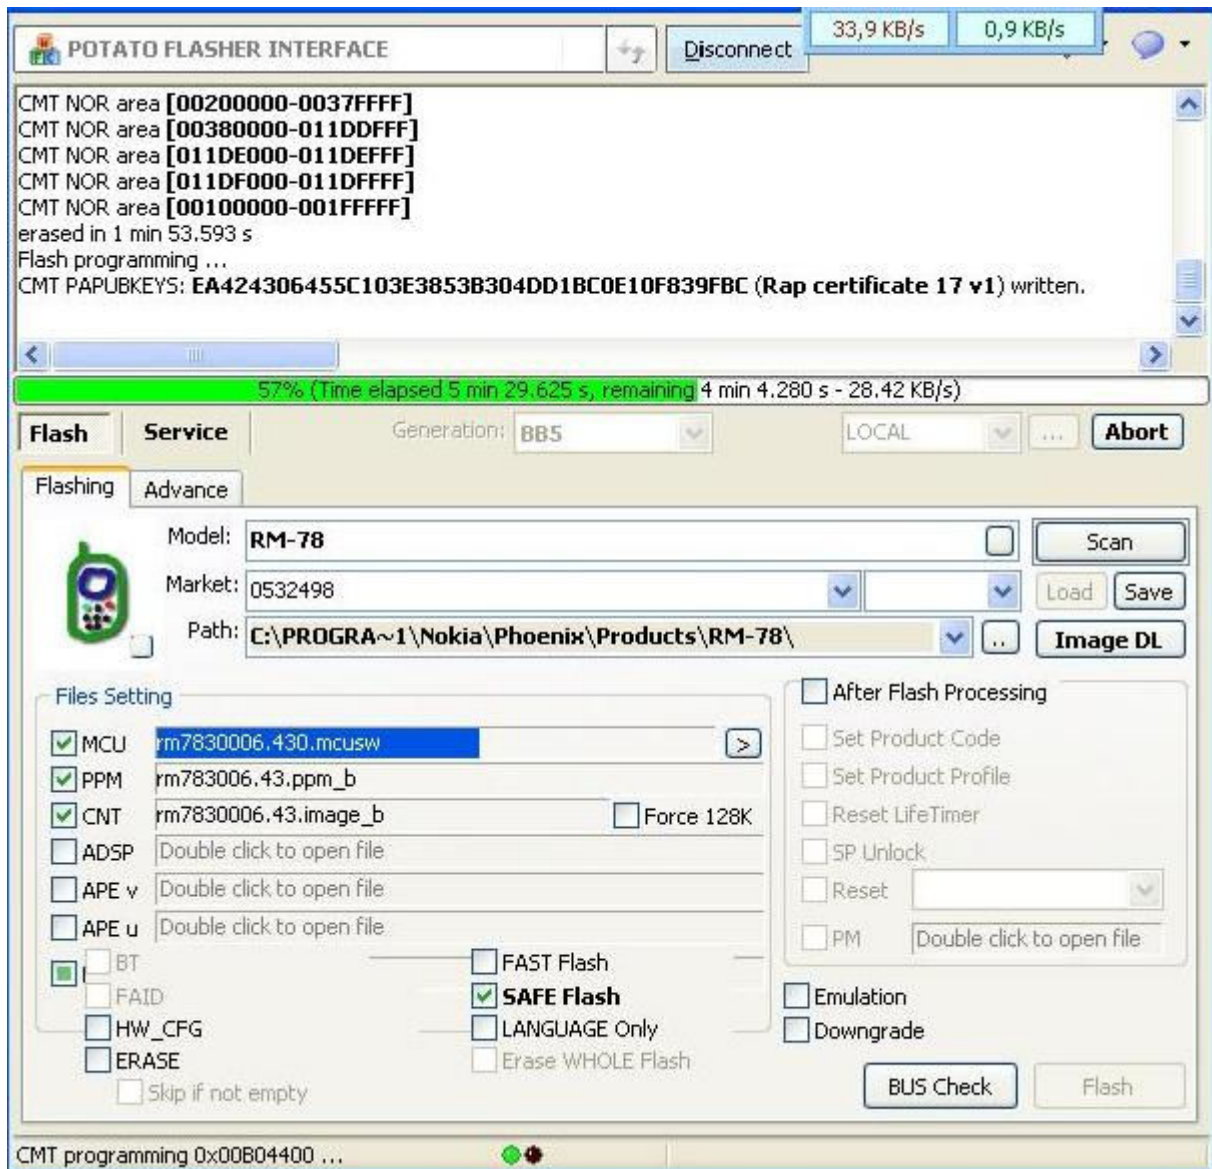 33,9 KB/s 0,9 KB/s
POTATO FLASHER INTERFACE Disconnect
CMT NOR area [00200000-0037FFFF]
CMT NOR area [00380000-011DDFFF]
CMT NOR area [011DE000-011DEFFF]
CMT NOR area [011DF000-011DFFFF]
CMT NOR area [00100000-001FFFFF]
erased in 1 min 53.593 s
Flash programming ...
CMT PAPUBKEYS: EA424306455C103E3853B304DD1BC0E10F839FBC (Rap certificate 17 v1) written.
57% (Time elapsed 5 min 29.625 s, remaining 4 min 4.280 s - 28.42 KB/s)
Flash Service Generation: BB5 LOCAL ... Abort
Flashing Advance
Model: RM-78 Scan
Market: 0532498 Load Save
Path: C:\PROGRA~1\Nokia\Phoenix\Products\RM-78\ .. Image DL
Files Setting After Flash Processing
MCU rm7830006.430.mcusw > Set Product Code
PPM rm783006.43.ppm_b Set Product Profile
CNT rm7830006.43.image_b Force 128K Reset LifeTimer
ADSP Double click to open file SP Unlock
APE v Double click to open file Reset
APE u Double click to open file PM Double click to open file
BT FAST Flash
FAID SAFE Flash Emulation
HW_CFG LANGUAGE Only Downgrade
ERASE Erase WHOLE Flash
Skip if not empty BUS Check Flash
CMT programming 0x00B04400 ...